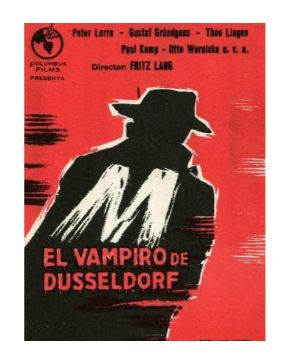 Peter Lorre - Gustaf Gründgens - Theo Lingen
Paul Kemp - Otto Wernicke u. v. a.
Director: FRITZ LANG
COLUMBUS
FILMS
PRESENTA
M
EL VAMPIRO DE
DUSSELDORF